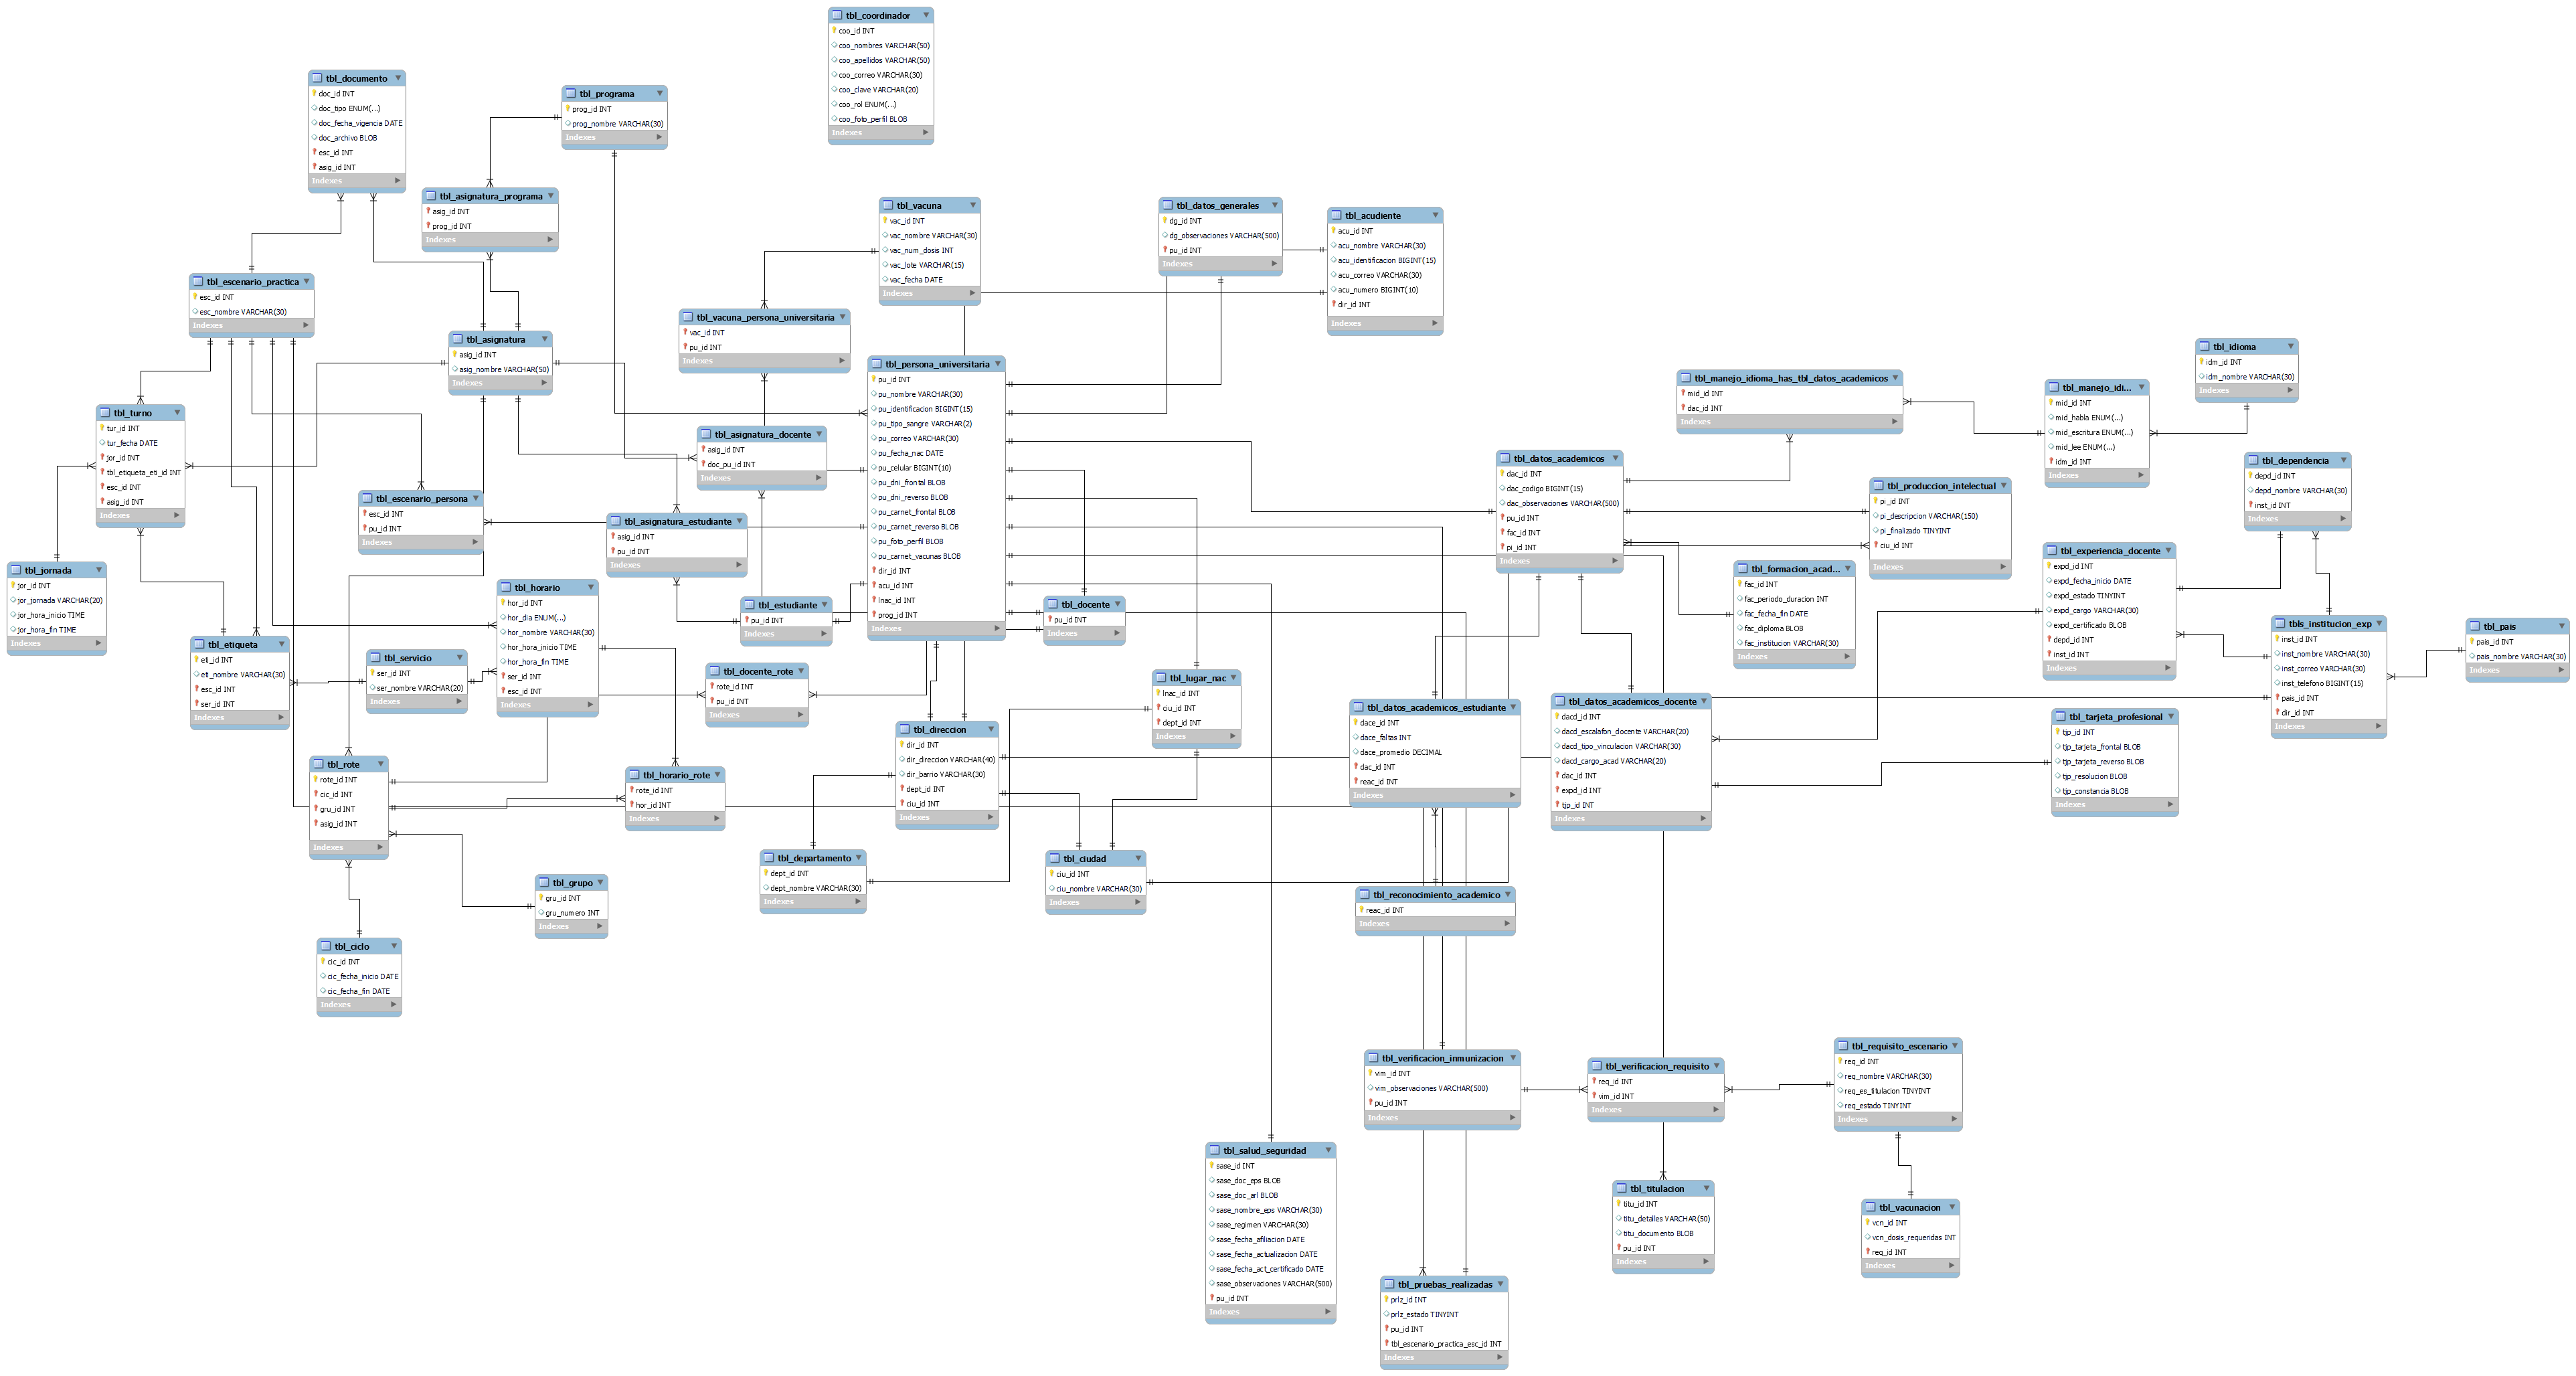 tbl_coordinador
coo_id INT
coo_nombres VARCHAR(50)
coo_apellidos VARCHAR(50)
coo_correo VARCHAR(30)
coo_clave VARCHAR(20)
coo_rol ENUM(...)
coo_foto_perfil BLOB
Indexes
tbl_documento
doc_id INT
doc_tipo ENUM(...)
doc_fecha_vigencia DATE
doc_archivo BLOB
esc_id INT
asig_id INT
Indexes
tbl_programa
prog_id INT
prog_nombre VARCHAR(30)
Indexes
tbl_asignatura_programa
asig_id INT
prog_id INT
Indexes
tbl_vacuna
vac_id INT
vac_nombre VARCHAR(30)
vac_num_dosis INT
vac_lote VARCHAR(15)
vac_fecha DATE
Indexes
tbl_datos_generales
dg_id INT
dg_observaciones VARCHAR(500)
pu_id INT
Indexes
tbl_acudiente
acu_id INT
acu_nombre VARCHAR(30)
acu_identificacion BIGINT(15)
acu_correo VARCHAR(30)
acu_numero BIGINT(10)
dir_id INT
Indexes
tbl_escenario_practica
esc_id INT
esc_nombre VARCHAR(30)
Indexes
tbl_vacuna_persona_universitaria
vac_id INT
pu_id INT
Indexes
tbl_asignatura
asig_id INT
asig_nombre VARCHAR(50)
Indexes
tbl_persona_universitaria
pu_id INT
pu_nombre VARCHAR(30)
pu_identificacion BIGINT(15)
pu_tipo_sangre VARCHAR(2)
pu_correo VARCHAR(30)
pu_fecha_nac DATE
pu_celular BIGINT(10)
pu_dni_frontal BLOB
pu_dni_reverso BLOB
pu_carnet_frontal BLOB
pu_carnet_reverso BLOB
pu_foto_perfil BLOB
pu_carnet_vacunas BLOB
dir_id INT
acu_id INT
lnac_id INT
prog_id INT
Indexes
tbl_idioma
idm_id INT
idm_nombre VARCHAR(30)
Indexes
tbl_manejo_idioma_has_tbl_datos_academicos
mid_id INT
dac_id INT
Indexes
tbl_manejo_idi...
mid_id INT
mid_habla ENUM(...)
mid_escritura ENUM(...)
mid_lee ENUM(...)
idm_id INT
Indexes
tbl_turno
tur_id INT
tur_fecha DATE
jor_id INT
tbl_etiqueta_eti_id INT
esc_id INT
asig_id INT
Indexes
tbl_asignatura_docente
asig_id INT
doc_pu_id INT
Indexes
tbl_datos_academicos
dac_id INT
dac_codigo BIGINT(15)
dac_observaciones VARCHAR(500)
pu_id INT
fac_id INT
pi_id INT
Indexes
tbl_dependencia
depd_id INT
depd_nombre VARCHAR(30)
inst_id INT
Indexes
tbl_produccion_intelectual
pi_id INT
pi_descripcion VARCHAR(150)
pi_finalizado TINYINT
ciu_id INT
Indexes
tbl_escenario_persona
esc_id INT
pu_id INT
Indexes
tbl_asignatura_estudiante
asig_id INT
pu_id INT
Indexes
tbl_experiencia_docente
expd_id INT
expd_fecha_inicio DATE
expd_estado TINYINT
expd_cargo VARCHAR(30)
expd_certificado BLOB
depd_id INT
inst_id INT
Indexes
tbl_formacion_acad...
fac_id INT
fac_periodo_duracion INT
fac_fecha_fin DATE
fac_diploma BLOB
fac_institucion VARCHAR(30)
Indexes
tbl_jornada
jor_id INT
jor_jornada VARCHAR(20)
jor_hora_inicio TIME
jor_hora_fin TIME
Indexes
tbl_horario
hor_id INT
hor_dia ENUM(...)
hor_nombre VARCHAR(30)
hor_hora_inicio TIME
hor_hora_fin TIME
ser_id INT
esc_id INT
Indexes
tbl_estudiante
pu_id INT
Indexes
tbl_docente
pu_id INT
Indexes
tbls_institucion_exp
inst_id INT
inst_nombre VARCHAR(30)
inst_correo VARCHAR(30)
inst_telefono BIGINT(15)
pais_id INT
dir_id INT
Indexes
tbl_pais
pais_id INT
pais_nombre VARCHAR(30)
Indexes
tbl_etiqueta
eti_id INT
eti_nombre VARCHAR(30)
esc_id INT
ser_id INT
Indexes
tbl_servicio
ser_id INT
ser_nombre VARCHAR(20)
Indexes
tbl_docente_rote
rote_id INT
pu_id INT
Indexes
tbl_lugar_nac
lnac_id INT
ciu_id INT
dept_id INT
Indexes
tbl_datos_academicos_estudiante
dace_id INT
dace_faltas INT
dace_promedio DECIMAL
dac_id INT
reac_id INT
Indexes
tbl_datos_academicos_docente
dacd_id INT
dacd_escalafon_docente VARCHAR(20)
dacd_tipo_vinculacion VARCHAR(30)
dacd_cargo_acad VARCHAR(20)
dac_id INT
expd_id INT
tjp_id INT
Indexes
tbl_tarjeta_profesional
tjp_id INT
tjp_tarjeta_frontal BLOB
tjp_tarjeta_reverso BLOB
tjp_resolucion BLOB
tjp_constancia BLOB
Indexes
tbl_direccion
dir_id INT
dir_direccion VARCHAR(40)
dir_barrio VARCHAR(30)
dept_id INT
ciu_id INT
Indexes
tbl_rote
rote_id INT
cic_id INT
gru_id INT
asig_id INT
Indexes
tbl_horario_rote
rote_id INT
hor_id INT
Indexes
tbl_departamento
dept_id INT
dept_nombre VARCHAR(30)
Indexes
tbl_ciudad
ciu_id INT
ciu_nombre VARCHAR(30)
Indexes
tbl_grupo
gru_id INT
gru_numero INT
Indexes
tbl_reconocimiento_academico
reac_id INT
Indexes
tbl_ciclo
cic_id INT
cic_fecha_inicio DATE
cic_fecha_fin DATE
Indexes
tbl_verificacion_inmunizacion
vim_id INT
vim_observaciones VARCHAR(500)
pu_id INT
Indexes
tbl_verificacion_requisito
req_id INT
vim_id INT
Indexes
tbl_requisito_escenario
req_id INT
req_nombre VARCHAR(30)
req_es_titulacion TINYINT
req_estado TINYINT
Indexes
tbl_salud_seguridad
sase_id INT
sase_doc_eps BLOB
sase_doc_arl BLOB
sase_nombre_eps VARCHAR(30)
sase_regimen VARCHAR(30)
sase_fecha_afiliacion DATE
sase_fecha_actualizacion DATE
sase_fecha_act_certificado DATE
sase_observaciones VARCHAR(500)
pu_id INT
Indexes
tbl_titulacion
titu_id INT
titu_detalles VARCHAR(50)
titu_documento BLOB
pu_id INT
Indexes
tbl_vacunacion
vcn_id INT
vcn_dosis_requeridas INT
req_id INT
Indexes
tbl_pruebas_realizadas
prlz_id INT
prlz_estado TINYINT
pu_id INT
tbl_escenario_practica_esc_id INT
Indexes